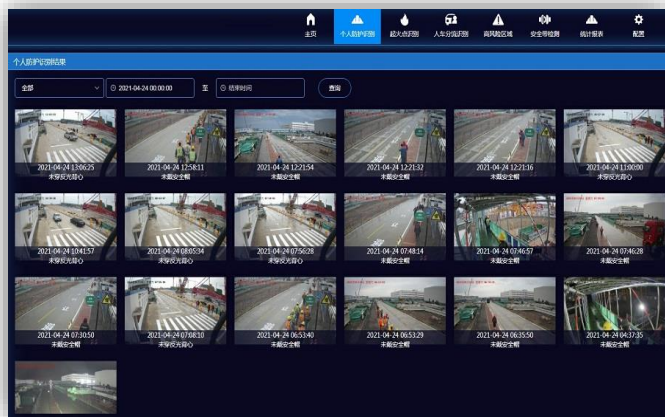 主页
个人防护识别
起火点识别
人车分流识别
高风险区域
安全带检测
统计报表
配置
个人防护识别结果
全部
2021-04-24 00:00:00
至
结束时间
查询
2021-04-24 13:06:25
未穿反光背心
2021-04-24 12:58:11
未戴安全帽
2021-04-24 12:21:54
未戴安全帽
2021-04-24 12:21:32
未戴安全帽
2021-04-24 12:21:16
未戴安全帽
2021-04-24 11:00:00
未穿反光背心
2021-04-24 10:41:57
未穿反光背心
2021-04-24 08:05:34
未穿反光背心
2021-04-24 07:56:28
未穿反光背心
2021-04-24 07:48:14
未戴安全帽
2021-04-24 07:46:57
未戴安全帽
2021-04-24 07:46:28
未戴安全帽
2021-04-24 07:30:50
未戴安全帽
2021-04-24 07:08:10
未穿反光背心
2021-04-24 06:53:40
未戴安全帽
2021-04-24 06:53:29
未戴安全帽
2021-04-24 06:35:50
未戴安全帽
2021-04-24 04:37:35
未戴安全帽